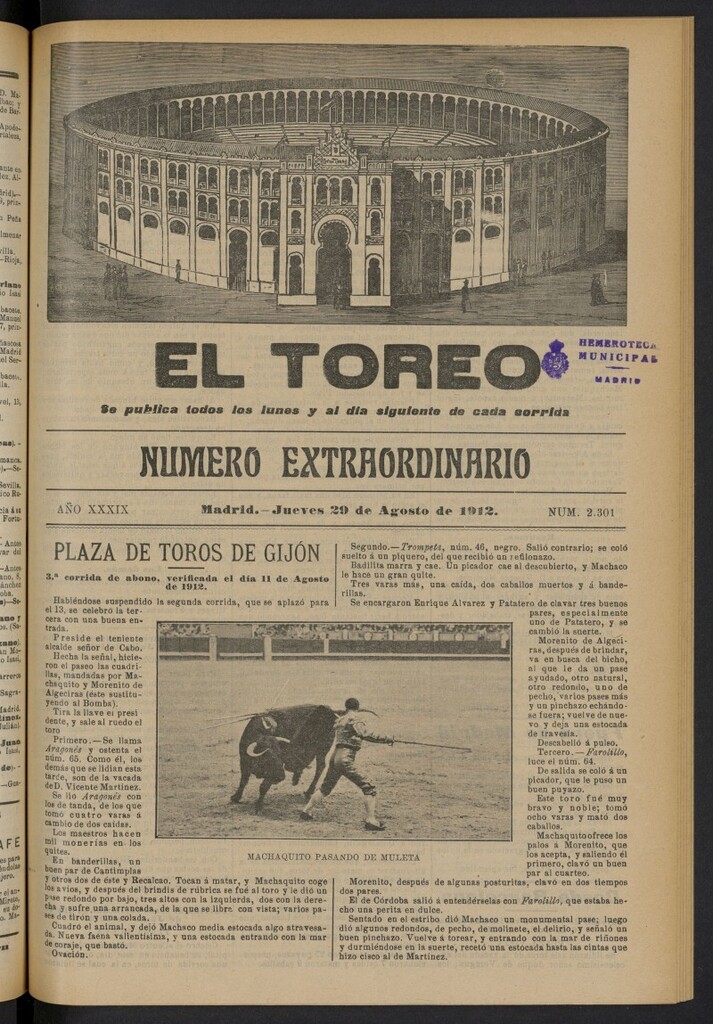 EL TOREO
HEMEROTECA
MUNICIPAL
MADRID
Se publica todos los lunes y al dia siguiente de cada corrida
NUMERO EXTRAORDINARIO
AÑO XXXIX
Madrid.—Jueves 29 de Agosto de 1912.
NUM. 2.301
PLAZA DE TOROS DE GIJÓN
3.ª corrida de abono, verificada el día 11 de Agosto
de 1912.
Habiéndose suspendido la segunda corrida, que se aplazó para
el 13, se celebró la ter-
cera con una buena en-
trada.
Preside el teniente
alcalde señor de Cabo.
Hecha la señal, hicie-
ron el paseo las cuadri-
llas, mandadas por Ma-
chaquito y Morenito de
Algeciras (éste sustitu-
yendo al Bomba).
Tira la llave el presi
dente, y sale al ruedo el
toro
Primero.—Se llama
Aragonés y ostenta el
núm. 65. Como él, los
demás que se lidian esta
tarde, son de la vacada
de D. Vicente Martínez.
Se lio Aragonés con
los de tanda, de los que
tomó cuatro varas á
cambio de dos caídas.
Los maestros hacen
mil monerías en los
quites.
En banderillas, un
buen par de Cantimplas
y otros dos de éste y Recalcao. Tocan á matar, y Machaquito coge
los avíos, y después del brindis de rúbrica se fué al toro y le dió un
pase redondo por bajo, tres altos con la izquierda, dos con la dere-
cha y sufre una arrancada, de la que se libra con vista; varios pa-
ses de tirón y una colada.
Cuadró el animal, y dejó Machaco media estocada algo atravesa-
da. Nueva faena valientísima, y una estocada entrando con la mar
de coraje, que bastó.
Ovación.
MACHAQUITO PASANDO DE MULETA
Segundo.—Trompeta, núm. 46, negro. Salió contrario; se coló
suelto á un piquero, del que recibió un refilonazo.
Badilita marra y cae. Un picador cae al descubierto, y Machaco
le hace un gran quite.
Tres varas más, una caída, dos caballos muertos y á bande-
rillas.
Se encargaron Enrique Alvarez y Patatero de clavar tres buenos
pares, especialmente
uno de Patatero, y se
cambió la suerte.
Morenito de Algeci-
ras, después de brindar,
va en busca del bicho,
al que le da un pase
ayudado, otro natural,
otro redondo, uno de
pecho, varios pases más
y un pinchazo echándo-
se fuera; vuelve de nue-
vo y deja una estocada
de travesía.
Descabelló á pulso.
Tercero.—Farolillo,
luce el núm. 64.
De salida se coló á un
picador, que le puso un
buen puyazo.
Este toro fué muy
bravo y noble; tomó
ocho varas y mató dos
caballos.
Machaquito ofrece los
palos á Morenito, que
los acepta, y saliendo él
primero, clavó un buen
par al cuarteo.
Morenito, después de algunas posturitas, clavó en dos tiempos
dos pares.
El de Córdoba salió á entendérselas con Farolillo, que estaba he-
cho una perita en dulce.
Sentado en el estribo dió Machaco un monumental pase; luego
dió algunos redondos, de pecho, de molinete, el delirio, y señaló un
buen pinchazo. Vuelve á torear, y entrando con la mar de riñones
y durmiéndose en la suerte, recetó una estocada hasta las cintas que
hizo cisco al de Martínez.